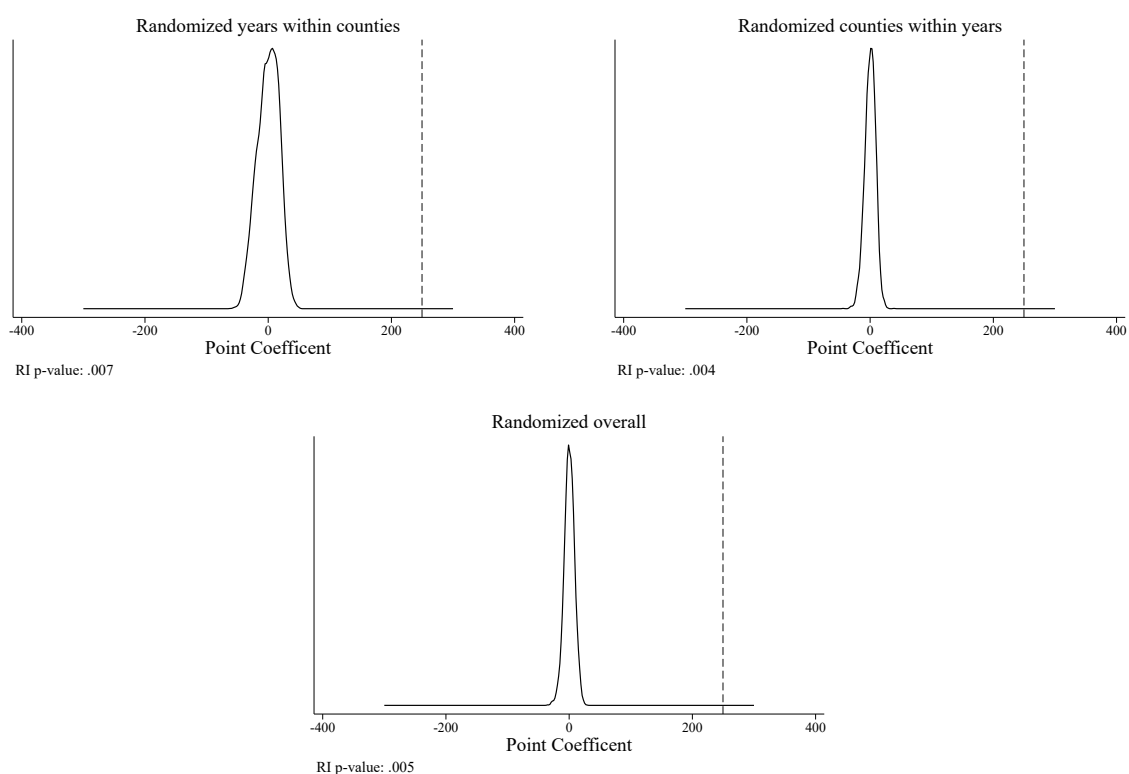 Randomized years within counties
-400 -200 0 200 400
Point Coefficent
RI p-value: .007
Randomized counties within years
-400 -200 0 200 400
Point Coefficent
RI p-value: .004
Randomized overall
-400 -200 0 200 400
Point Coefficent
RI p-value: .005